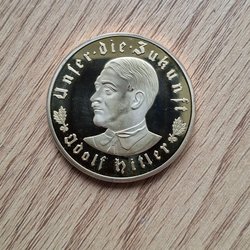 Unser · die · Zukunft
Adolf Hitler